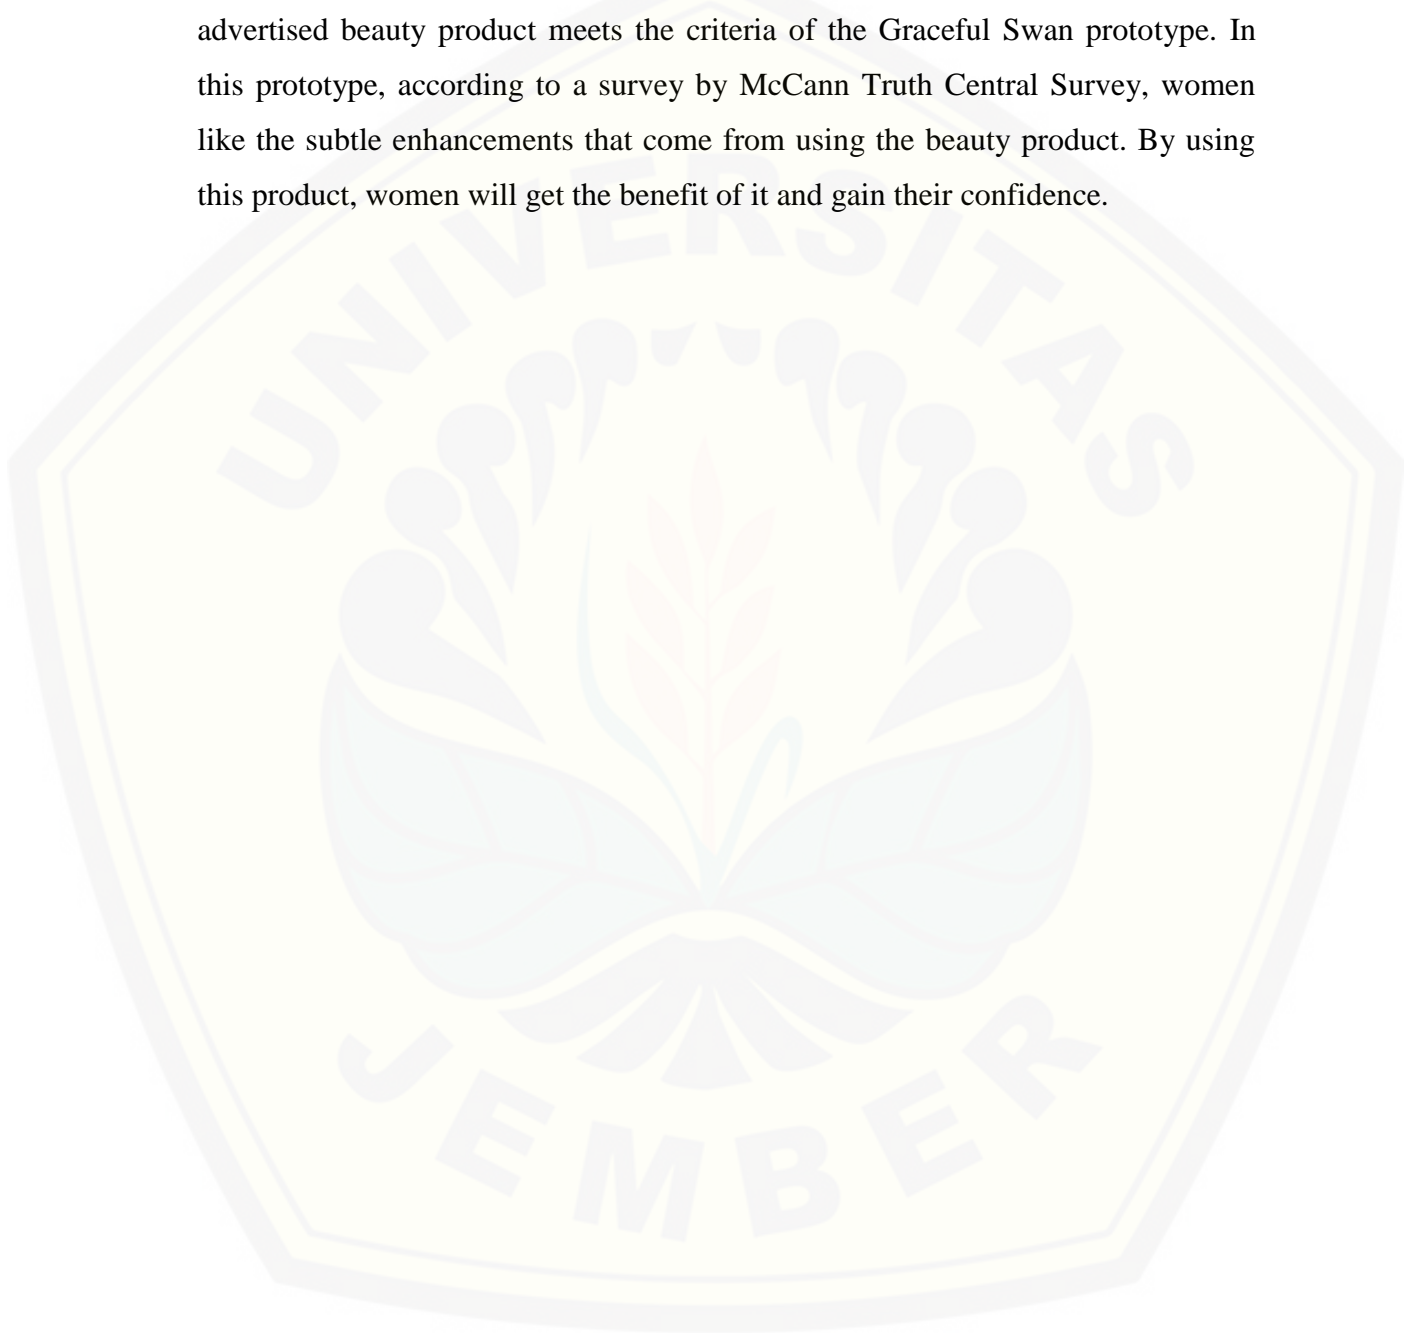 advertised beauty product meets the criteria of the Graceful Swan prototype. In
this prototype, according to a survey by McCann Truth Central Survey, women
like the subtle enhancements that come from using the beauty product. By using
this product, women will get the benefit of it and gain their confidence.
UNIVERSITAS
JEMBER